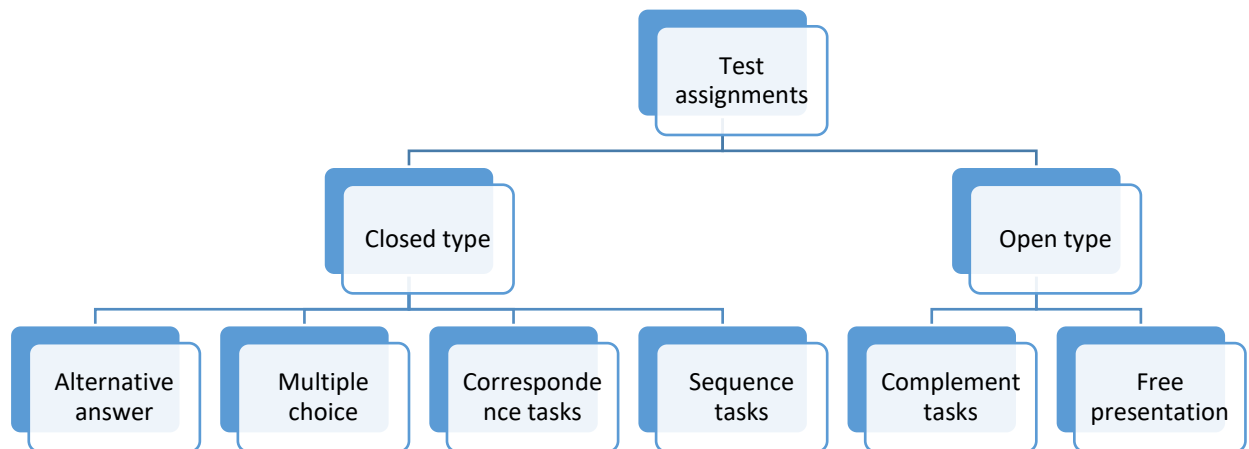 Test
assignments
Closed type
Open type
Alternative
answer
Multiple
choice
Corresponde
nce tasks
Sequence
tasks
Complement
tasks
Free
presentation